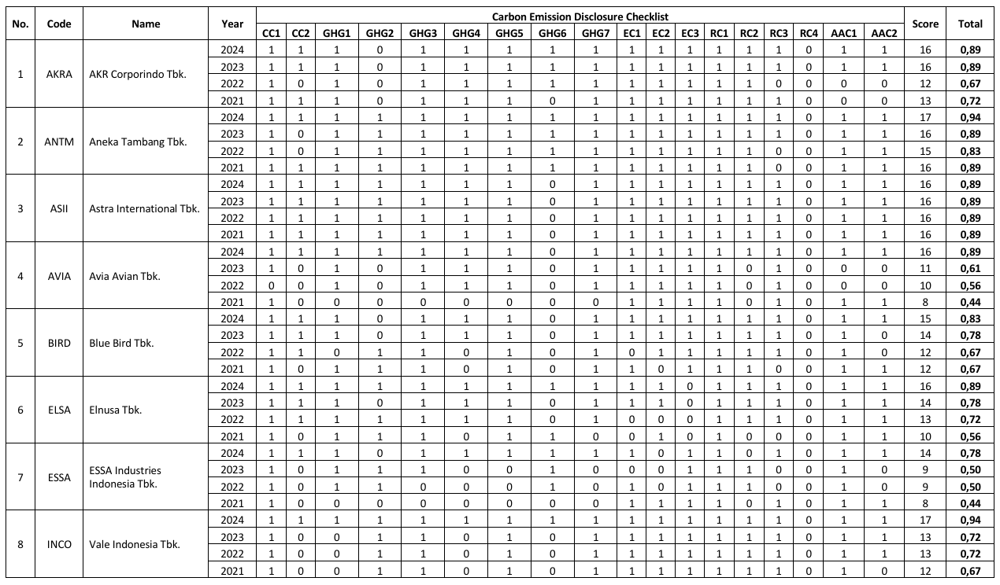 No. Code Name Year Carbon Emission Disclosure Checklist Score Total
CC1 CC2 GHG1 GHG2 GHG3 GHG4 GHG5 GHG6 GHG7 EC1 EC2 EC3 RC1 RC2 RC3 RC4 AAC1 AAC2
1 AKRA AKR Corporindo Tbk.
2024 1 1 1 0 1 1 1 1 1 1 1 1 1 1 1 0 1 1 16 0,89
2023 1 1 1 0 1 1 1 1 1 1 1 1 1 1 1 0 1 1 16 0,89
2022 1 0 1 0 1 1 1 1 1 1 1 1 1 1 0 0 0 0 12 0,67
2021 1 1 1 0 1 1 1 0 1 1 1 1 1 1 1 0 0 0 13 0,72
2 ANTM Aneka Tambang Tbk.
2024 1 1 1 1 1 1 1 1 1 1 1 1 1 1 1 0 1 1 17 0,94
2023 1 0 1 1 1 1 1 1 1 1 1 1 1 1 1 0 1 1 16 0,89
2022 1 0 1 1 1 1 1 1 1 1 1 1 1 1 0 0 1 1 15 0,83
2021 1 1 1 1 1 1 1 1 1 1 1 1 1 1 0 0 1 1 16 0,89
3 ASII Astra International Tbk.
2024 1 1 1 1 1 1 1 0 1 1 1 1 1 1 1 0 1 1 16 0,89
2023 1 1 1 1 1 1 1 0 1 1 1 1 1 1 1 0 1 1 16 0,89
2022 1 1 1 1 1 1 1 0 1 1 1 1 1 1 1 0 1 1 16 0,89
2021 1 1 1 1 1 1 1 0 1 1 1 1 1 1 1 0 1 1 16 0,89
4 AVIA Avia Avian Tbk.
2024 1 1 1 1 1 1 1 0 1 1 1 1 1 1 1 0 1 1 16 0,89
2023 1 0 1 0 1 1 1 0 1 1 1 1 1 0 1 0 0 0 11 0,61
2022 0 0 1 0 1 1 1 0 1 1 1 1 1 0 1 0 0 0 10 0,56
2021 1 0 0 0 0 0 0 0 0 1 1 1 1 0 1 0 1 1 8 0,44
5 BIRD Blue Bird Tbk.
2024 1 1 1 0 1 1 1 0 1 1 1 1 1 1 1 0 1 1 15 0,83
2023 1 1 1 0 1 1 1 0 1 1 1 1 1 1 1 0 1 0 14 0,78
2022 1 1 0 1 1 0 1 0 1 0 1 1 1 1 1 0 1 0 12 0,67
2021 1 0 1 1 1 0 1 0 1 1 0 1 1 1 0 0 1 1 12 0,67
6 ELSA Elnusa Tbk.
2024 1 1 1 1 1 1 1 1 1 1 1 0 1 1 1 0 1 1 16 0,89
2023 1 1 1 0 1 1 1 0 1 1 1 0 1 1 1 0 1 1 14 0,78
2022 1 1 1 1 1 1 1 0 1 0 0 0 1 1 1 0 1 1 13 0,72
2021 1 0 1 1 1 0 1 1 0 0 1 0 1 0 0 0 1 1 10 0,56
7 ESSA ESSA Industries
Indonesia Tbk.
2024 1 1 1 0 1 1 1 1 1 1 0 1 1 0 1 0 1 1 14 0,78
2023 1 0 1 1 1 0 0 1 0 0 0 1 1 1 0 0 1 0 9 0,50
2022 1 0 1 1 0 0 0 1 0 1 0 1 1 1 0 0 1 0 9 0,50
2021 1 0 0 0 0 0 0 0 0 1 1 1 1 0 1 0 1 1 8 0,44
8 INCO Vale Indonesia Tbk.
2024 1 1 1 1 1 1 1 1 1 1 1 1 1 1 1 0 1 1 17 0,94
2023 1 0 0 1 1 0 1 0 1 1 1 1 1 1 1 0 1 1 13 0,72
2022 1 0 0 1 1 0 1 0 1 1 1 1 1 1 1 0 1 1 13 0,72
2021 1 0 0 1 1 0 1 0 1 1 1 1 1 1 1 0 1 0 12 0,67